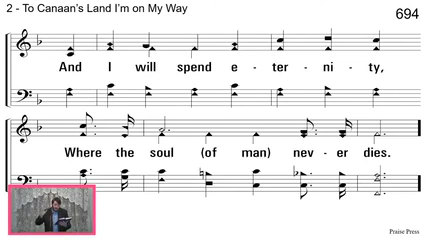 2 - To Canaan's Land I'm on My Way
694
And I will spend e - ter - ni - ty,
Where the soul (of man) nev - er dies.
Praise Press